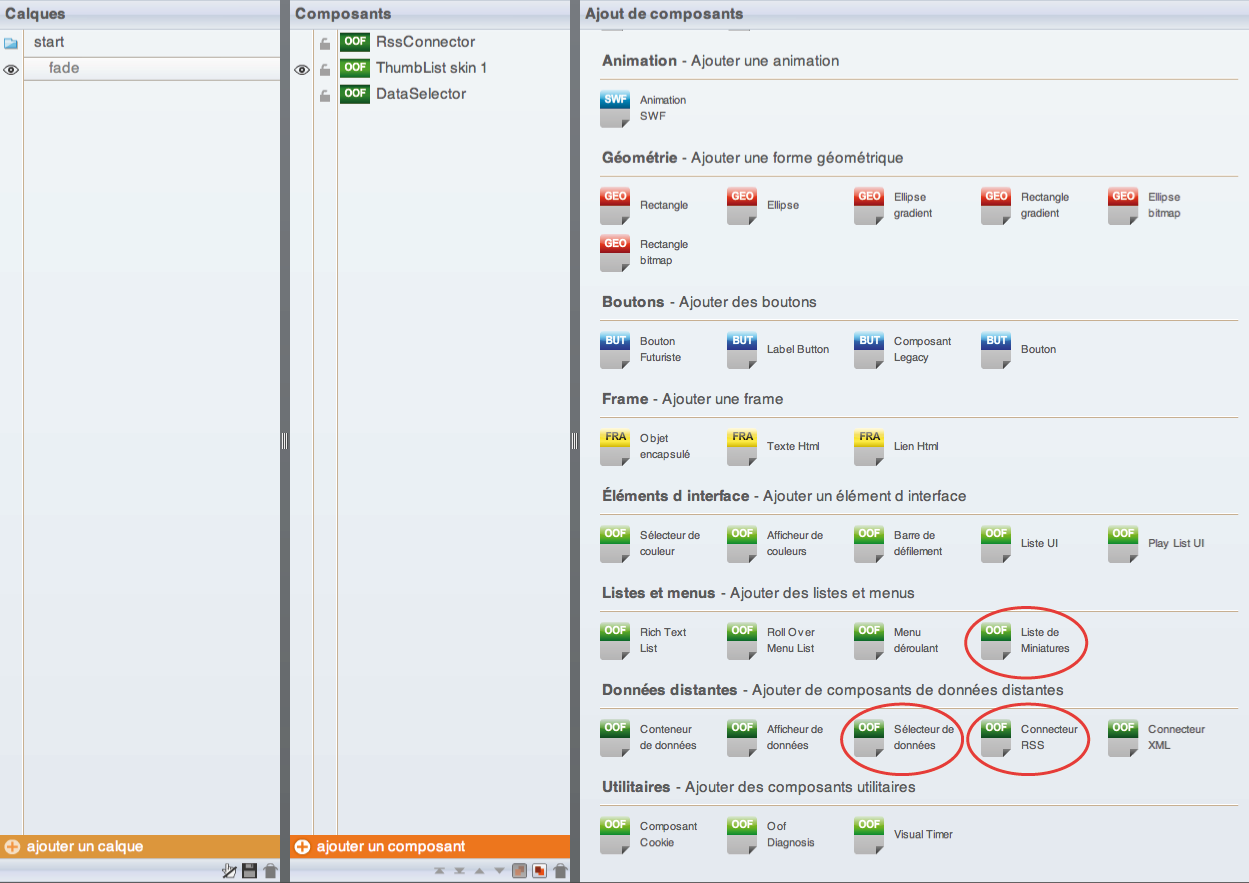 Calques
start
fade
ajouter un calque
Composants
OOF RssConnector
OOF ThumbList skin 1
OOF DataSelector
ajouter un composant
Ajout de composants
Animation - Ajouter une animation
SWF Animation
SWF
Géométrie - Ajouter une forme géométrique
GEO Rectangle
GEO Ellipse
GEO Ellipse
gradient
GEO Rectangle
gradient
GEO Ellipse
bitmap
GEO Rectangle
bitmap
Boutons - Ajouter des boutons
BUT Bouton
Futuriste
BUT Label Button
BUT Composant
Legacy
BUT Bouton
Frame - Ajouter une frame
FRA Objet
encapsulé
FRA Texte Html
FRA Lien Html
Éléments d interface - Ajouter un élément d interface
OOF Sélecteur de
couleur
OOF Afficheur de
couleurs
OOF Barre de
défilement
OOF Liste UI
OOF Play List UI
Listes et menus - Ajouter des listes et menus
OOF Rich Text
List
OOF Roll Over
Menu List
OOF Menu
déroulant
OOF Liste de
Miniatures
Données distantes - Ajouter de composants de données distantes
OOF Conteneur
de données
OOF Afficheur de
données
OOF Sélecteur de
données
OOF Connecteur
RSS
OOF Connecteur
XML
Utilitaires - Ajouter des composants utilitaires
OOF Composant
Cookie
OOF Oof
Diagnosis
OOF Visual Timer